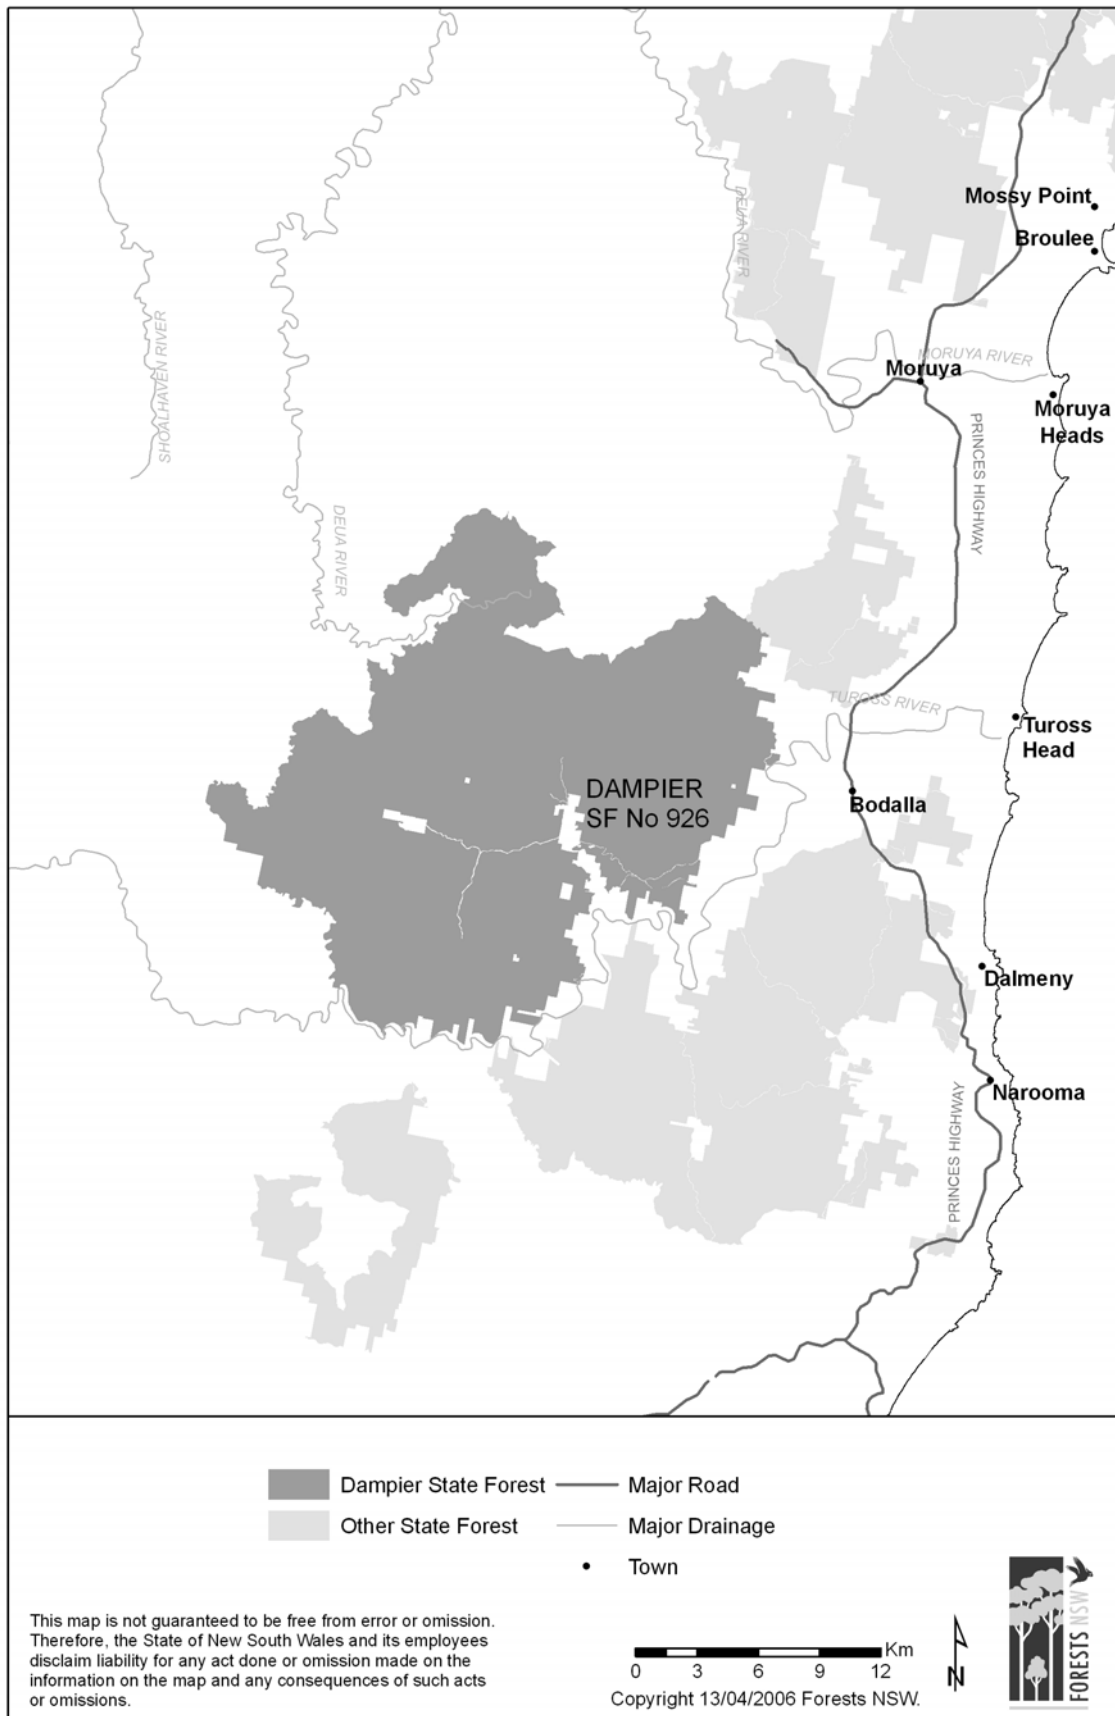 Mossy Point
Broulee
DEUA RIVER
MORUYA RIVER
Moruya
Moruya
Heads
SHOALHAVEN RIVER
PRINCES HIGHWAY
DEUA RIVER
TUROSS RIVER
Tuross
Head
DAMPIER
SF No 926
Bodalla
Dalmeny
Narooma
PRINCES HIGHWAY
Dampier State Forest
Major Road
Other State Forest
Major Drainage
Town
This map is not guaranteed to be free from error or omission.
Therefore, the State of New South Wales and its employees
disclaim liability for any act done or omission made on the
information on the map and any consequences of such acts
or omissions.
Km
0 3 6 9 12
Copyright 13/04/2006 Forests NSW.
N
FORESTS NSW